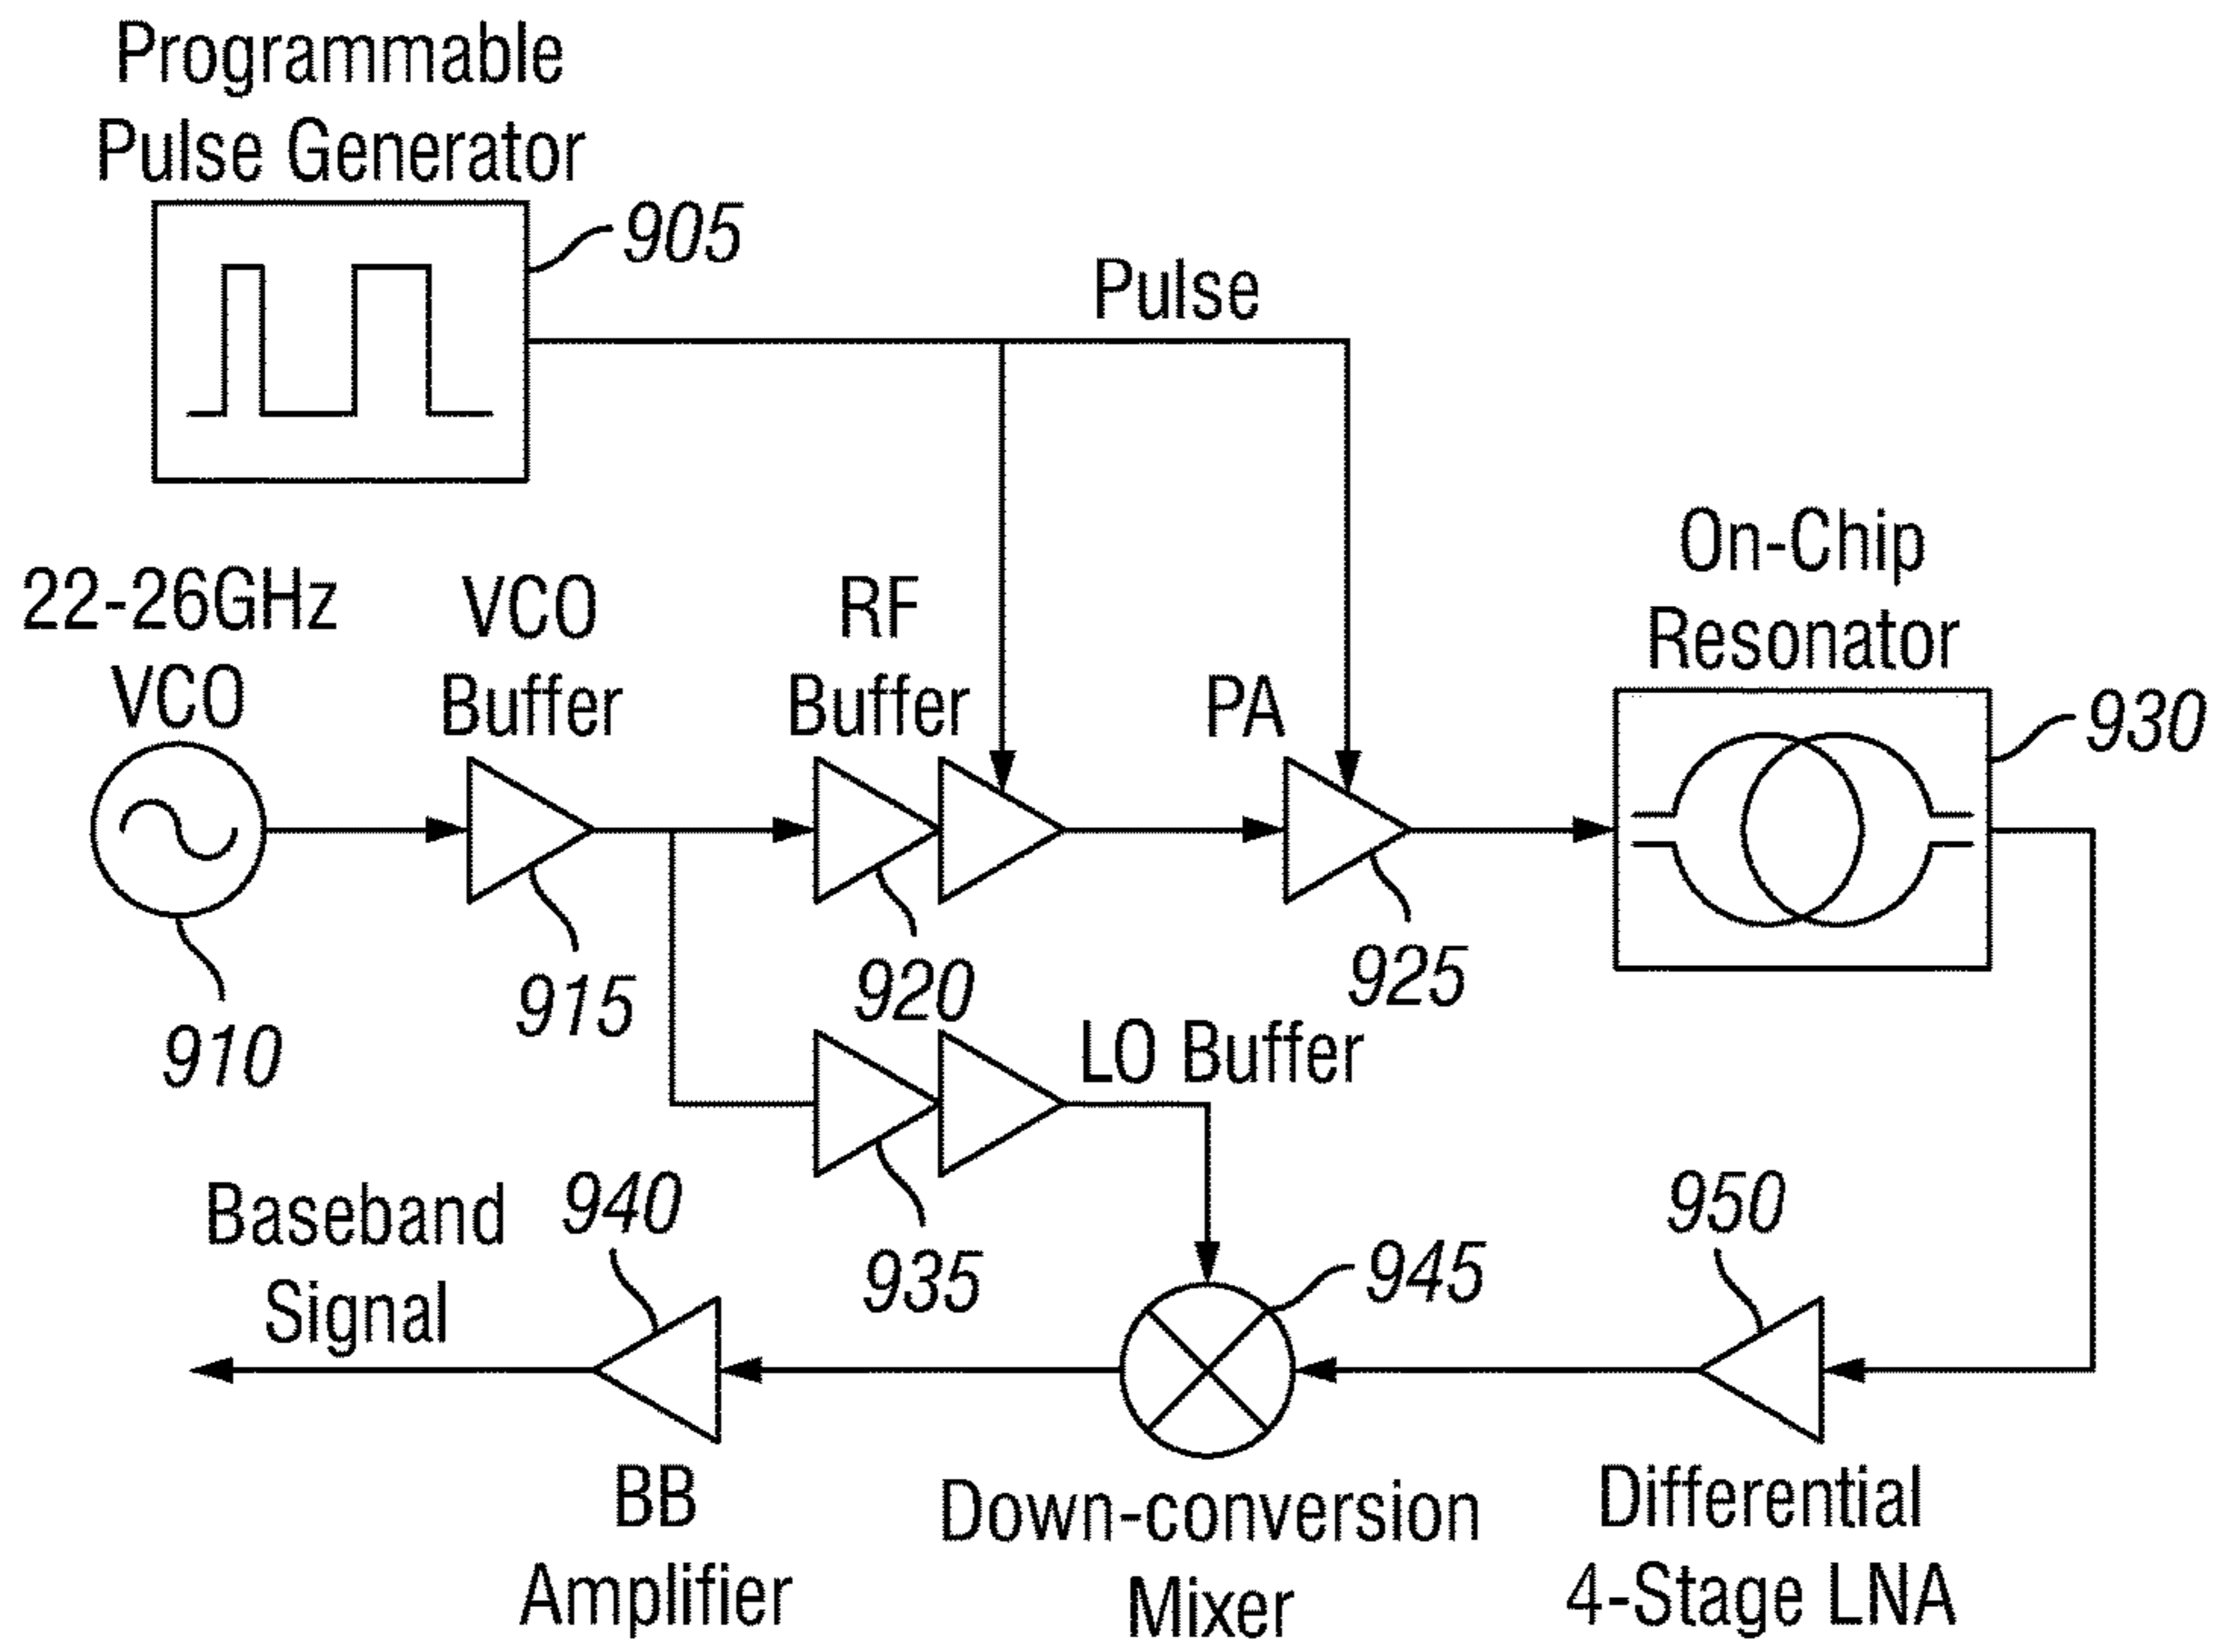 Programmable
Pulse Generator
905
Pulse
On-Chip
Resonator
930
22-26GHz
VCO
910
VCO
Buffer
915
RF
Buffer
920
PA
925
LO Buffer
935
Baseband
Signal
940
BB
Amplifier
945
Down-conversion
Mixer
950
Differential
4-Stage LNA